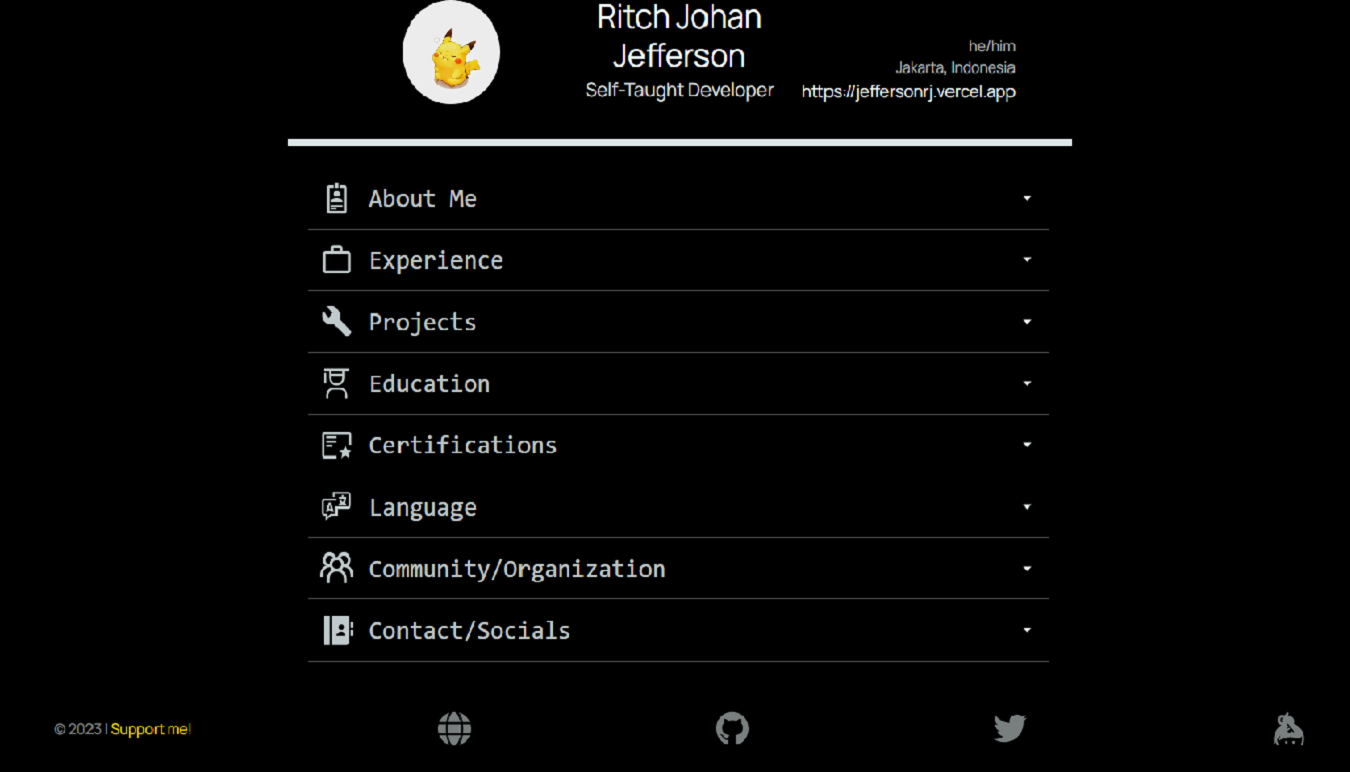 Ritch Johan
Jefferson
Self-Taught Developer
he/him
Jakarta, Indonesia
https://jeffersonrj.vercel.app
About Me
Experience
Projects
Education
Certifications
Language
Community/Organization
Contact/Socials
© 2023 | Support me!